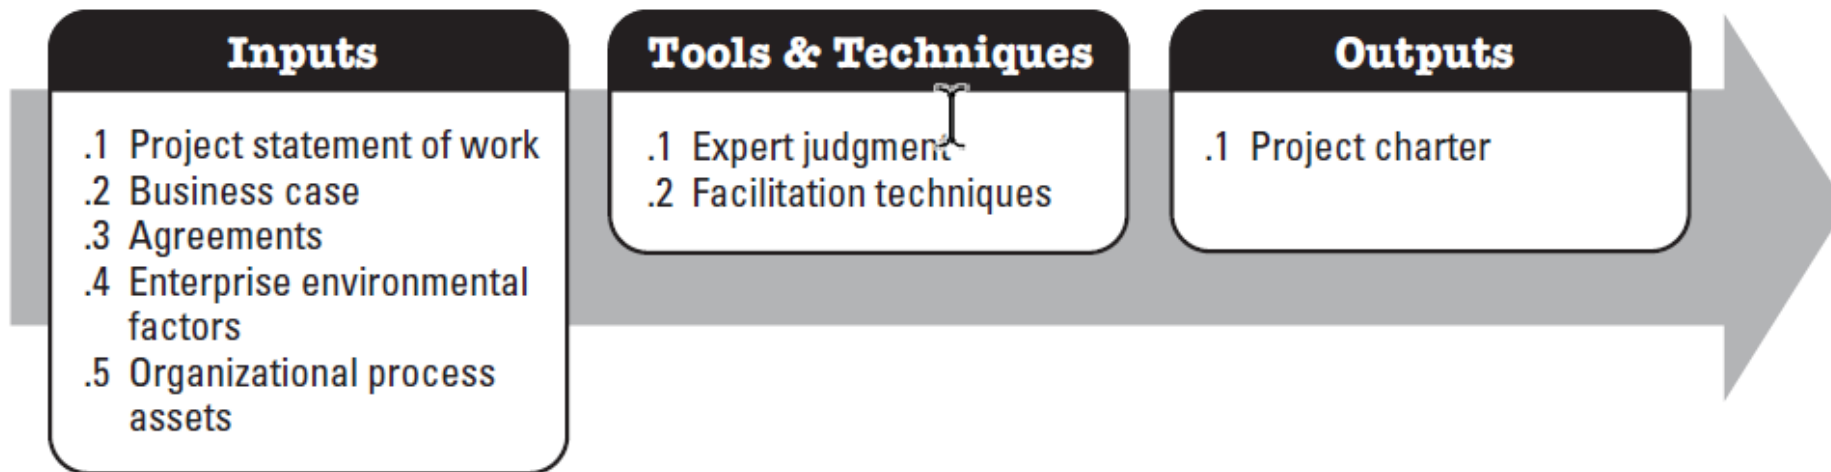 Inputs
.1 Project statement of work
.2 Business case
.3 Agreements
.4 Enterprise environmental
factors
.5 Organizational process
assets
Tools & Techniques
.1 Expert judgment
.2 Facilitation techniques
Outputs
.1 Project charter